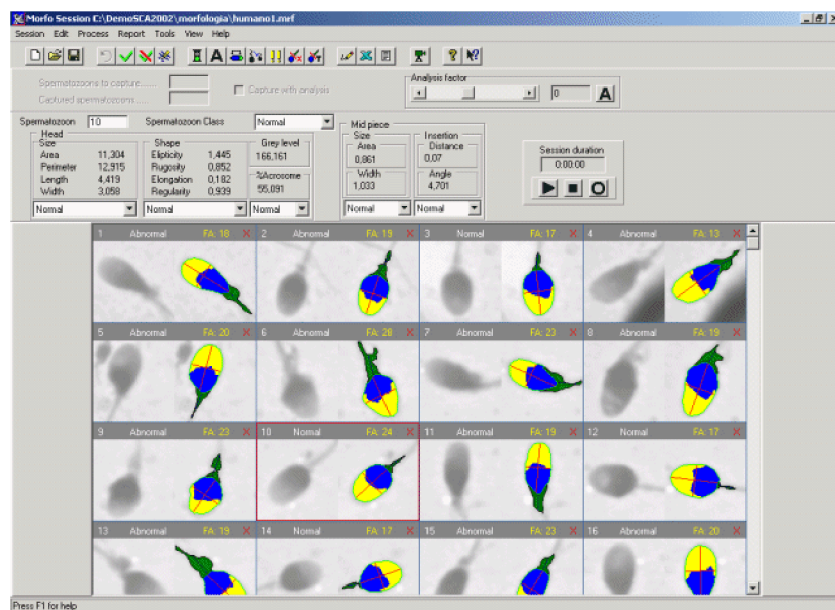 Morfo Session C:\DemoSCA2002\morfologia\humano1.mrf
Session Edit Process Report Tools View Help
Spermatozoons to capture......
Captured spermatozoons.....
Capture with analysis
Analysis factor
0
A
Spermatozoon 10 Spermatozoon Class Normal
Head
Size
Area 11,304
Perimeter 12,915
Length 4,419
Width 3,058
Normal
Shape
Elipticity 1,445
Rugosity 0,852
Elongation 0,182
Regularity 0,939
Normal
Grey level
166,161
%Acrosome
55,091
Normal
Mid piece
Size
Area
0,861
Width
1,033
Normal
Insertion
Distance
0,07
Angle
4,701
Normal
Session duration
0:00:00
1 Abnormal FA: 18 X
2 Abnormal FA: 19 X
3 Normal FA: 17 X
4 Abnormal FA: 13 X
5 Abnormal FA: 20 X
6 Abnormal FA: 28 X
7 Abnormal FA: 23 X
8 Abnormal FA: 19 X
9 Abnormal FA: 23 X
10 Normal FA: 24 X
11 Abnormal FA: 19 X
12 Normal FA: 17 X
13 Abnormal FA: 19 X
14 Normal FA: 17 X
15 Abnormal FA: 23 X
16 Abnormal FA: 20 X
Press F1 for help